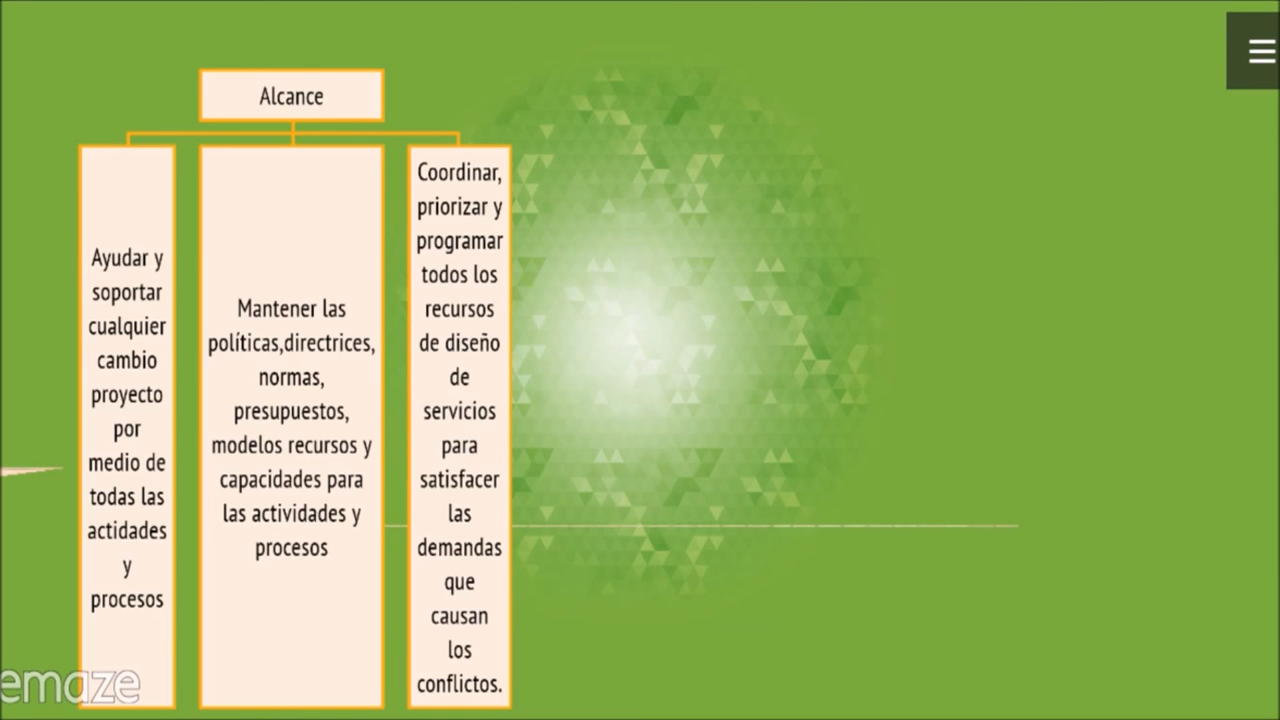 Alcance
Ayudar y
soportar
cualquier
cambio
proyecto
por
medio de
todas las
actidades
y
procesos
Mantener las
políticas,directrices,
normas,
presupuestos,
modelos recursos y
capacidades para
las actividades y
procesos
Coordinar,
priorizar y
programar
todos los
recursos
de diseño
de
servicios
para
satisfacer
las
demandas
que
causan
los
conflictos.
emaze